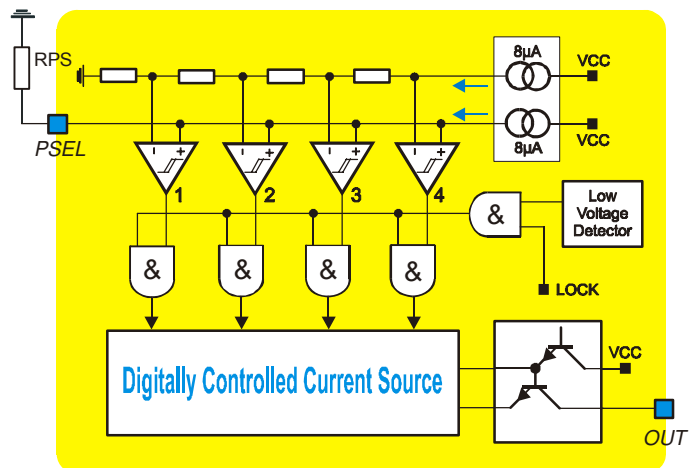 RPS
8µA
VCC
PSEL
8µA
VCC
- +
- +
- +
- +
1
2
3
4
&
Low
Voltage
Detector
&
&
&
&
LOCK
Digitally Controlled Current Source
VCC
OUT